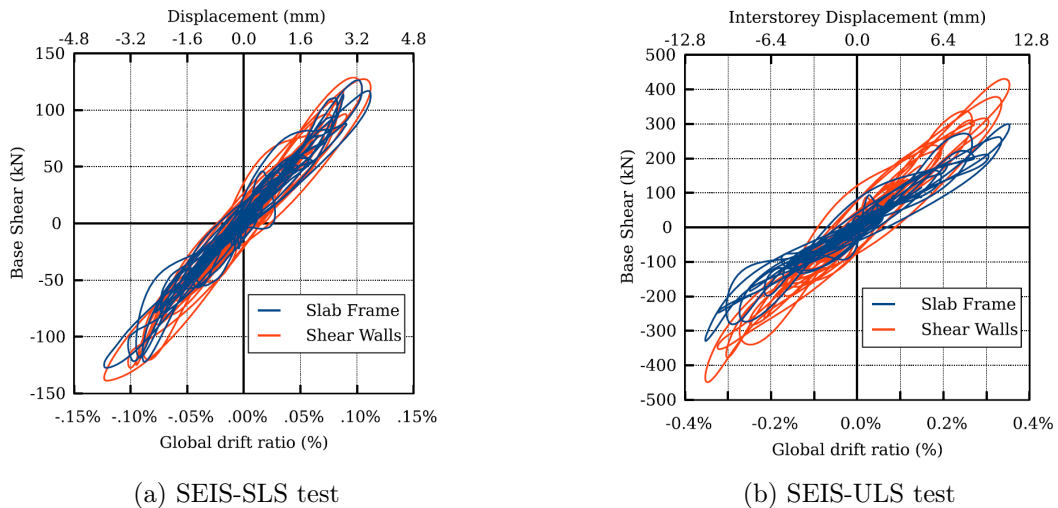 Displacement (mm)
-4.8 -3.2 -1.6 0.0 1.6 3.2 4.8
150
100
50
0
-50
-100
-150
Base Shear (kN)
Slab Frame
Shear Walls
-.15% -0.10% -0.05% .00% 0.05% 0.10% .15%
Global drift ratio (%)
(a) SEIS-SLS test
Interstorey Displacement (mm)
-12.8 -6.4 0.0 6.4 12.8
500
400
300
200
100
0
-100
-200
-300
-400
-500
Base Shear (kN)
Slab Frame
Shear Walls
-0.4% -0.2% 0.0% 0.2% 0.4%
Global drift ratio (%)
(b) SEIS-ULS test